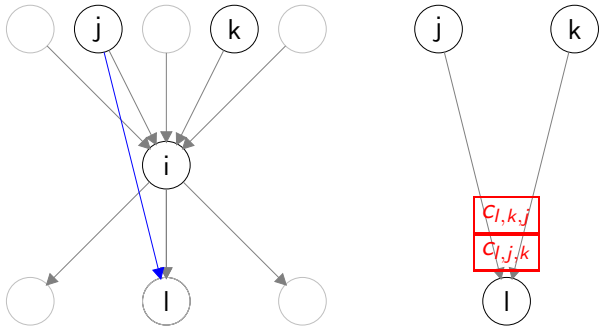 j k j k
i
c_{l,k,j}
c_{l,j,k}
l l